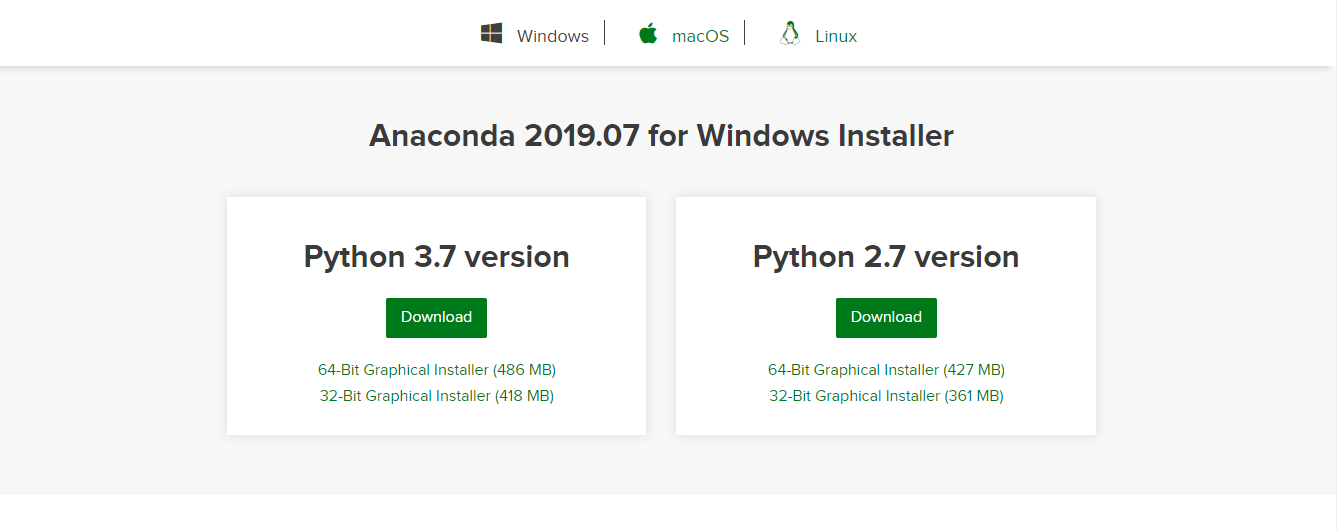 Windows
macOS
Linux
Anaconda 2019.07 for Windows Installer
Python 3.7 version
Download
64-Bit Graphical Installer (486 MB)
32-Bit Graphical Installer (418 MB)
Python 2.7 version
Download
64-Bit Graphical Installer (427 MB)
32-Bit Graphical Installer (361 MB)